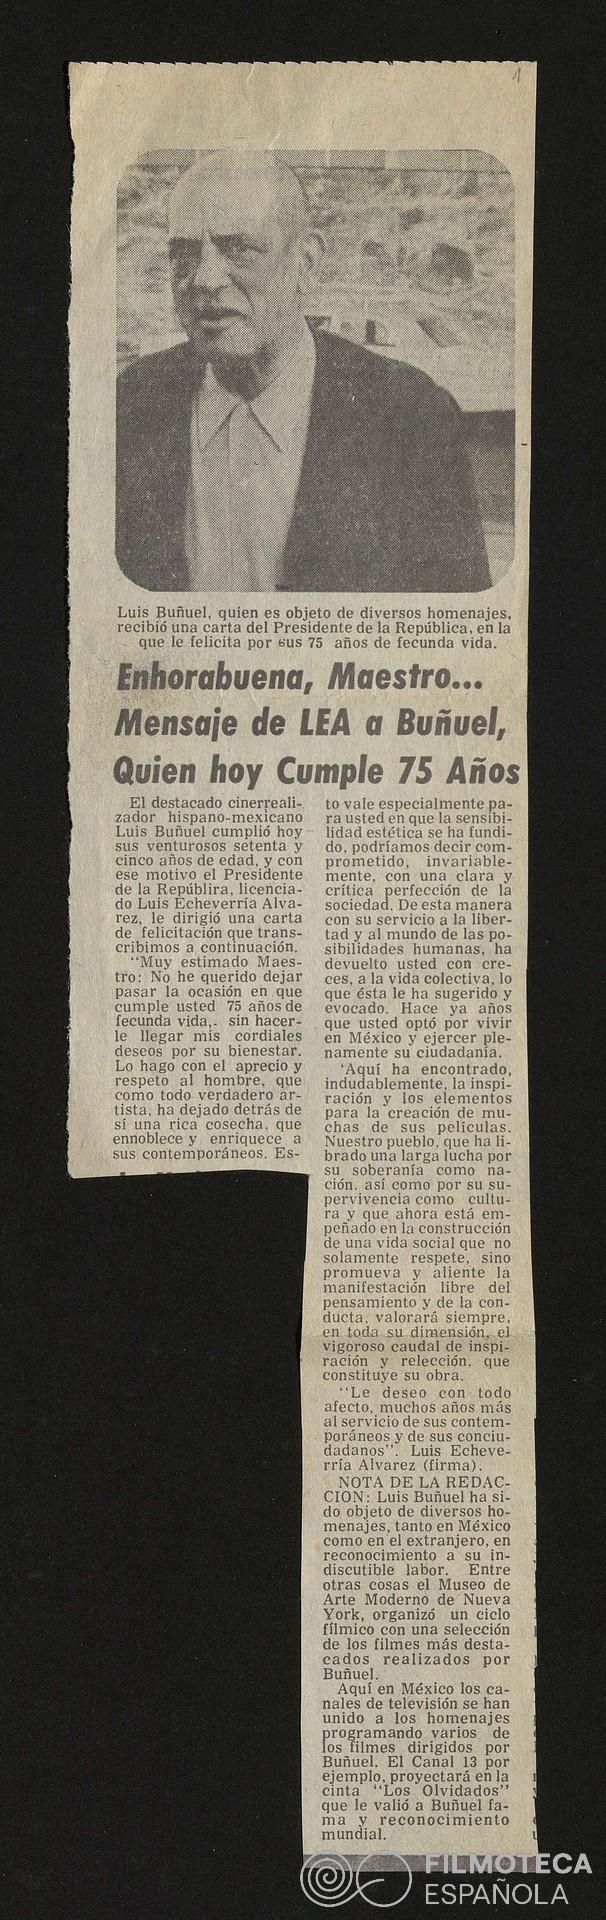 1
Luis Buñuel, quien es objeto de diversos homenajes,
recibió una carta del Presidente de la República, en la
que le felicita por sus 75 años de fecunda vida.
Enhorabuena, Maestro...
Mensaje de LEA a Buñuel,
Quien hoy Cumple 75 Años
El destacado cinerreali-
zador hispano-mexicano
Luis Buñuel cumplió hoy
sus venturosos setenta y
cinco años de edad, y con
ese motivo el Presidente
de la Repúblira, licencia-
do Luis Echeverría Alva-
rez, le dirigió una carta
de felicitación que trans-
cribimos a continuación.
"Muy estimado Maes-
tro: No he querido dejar
pasar la ocasión en que
cumple usted 75 años de
fecunda vida,. sin hacer-
le llegar mis cordiales
deseos por su bienestar.
Lo hago con el aprecio y
respeto al hombre, que
como todo verdadero ar-
tista, ha dejado detrás de
sí una rica cosecha, que
ennoblece y enriquece a
sus contemporáneos. Es-
to vale especialmente pa-
ra usted en que la sensibi-
lidad estética se ha fundi-
do, podríamos decir com-
prometido, invariable-
mente, con una clara y
crítica perfección de la
sociedad. De esta manera
con su servicio a la liber-
tad y al mundo de las po-
sibilidades humanas, ha
devuelto usted con cre-
ces, a la vida colectiva, lo
que ésta le ha sugerido y
evocado. Hace ya años
que usted optó por vivir
en México y ejercer ple-
namente su ciudadanía.
'Aquí ha encontrado,
indudablemente, la inspi-
ración y los elementos
para la creación de mu-
chas de sus películas.
Nuestro pueblo, que ha li-
brado una larga lucha por
su soberanía como na-
ción, así como por su su-
pervivencia como cultu-
ra y que ahora está em-
peñado en la construcción
de una vida social que no
solamente respete, sino
promueva y aliente la
manifestación libre del
pensamiento y de la con-
ducta, valorará siempre,
en toda su dimensión, el
vigoroso caudal de inspi-
ración y relección, que
constituye su obra.
"Le deseo con todo
afecto, muchos años más
al servicio de sus contem-
poráneos y de sus conciu-
dadanos". Luis Echeve-
rría Alvarez (firma).
NOTA DE LA REDAC-
CION: Luis Buñuel ha si-
do objeto de diversos ho-
menajes, tanto en México
como en el extranjero, en
reconocimiento a su in-
discutible labor. Entre
otras cosas el Museo de
Arte Moderno de Nueva
York, organizó un ciclo
fílmico con una selección
de los filmes más desta-
cados realizados por
Buñuel.
Aquí en México los ca-
nales de televisión se han
unido a los homenajes
programando varios de
los filmes dirigidos por
Buñuel. El Canal 13 por
ejemplo, proyectará en la
cinta "Los Olvidados"
que le valió a Buñuel fa-
ma y reconocimiento
mundial.
FILMOTECA
ESPAÑOLA